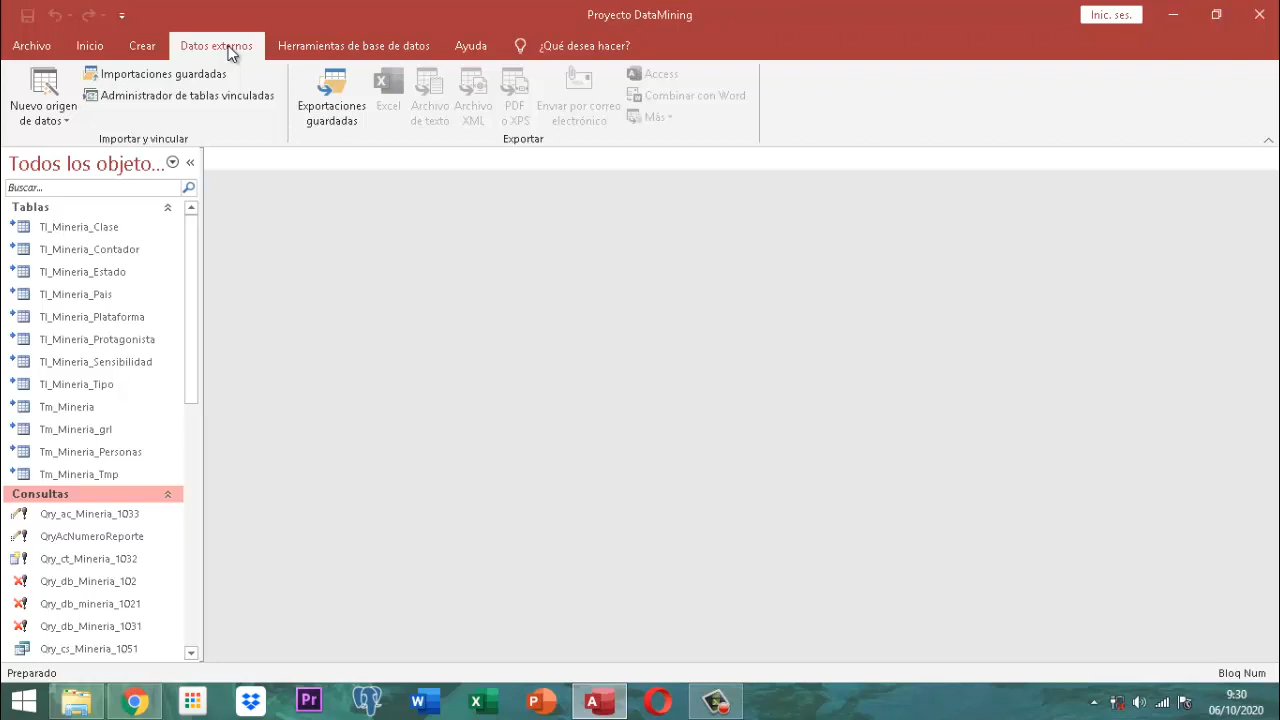 Proyecto DataMining
Inic. ses.
Archivo
Inicio
Crear
Datos externos
Herramientas de base de datos
Ayuda
¿Qué desea hacer?
Nuevo origen
de datos
Importaciones guardadas
Administrador de tablas vinculadas
Importar y vincular
Exportaciones
guardadas
Excel
Archivo
de texto
Archivo
XML
PDF
o XPS
Enviar por correo
electrónico
Access
Combinar con Word
Más
Exportar
Todos los objeto...
Buscar...
Tablas
Tl_Mineria_Clase
Tl_Mineria_Contador
Tl_Mineria_Estado
Tl_Mineria_Pais
Tl_Mineria_Plataforma
Tl_Mineria_Protagonista
Tl_Mineria_Sensibilidad
Tl_Mineria_Tipo
Tm_Mineria
Tm_Mineria_grl
Tm_Mineria_Personas
Tm_Mineria_Tmp
Consultas
Qry_ac_Mineria_1033
QryAcNumeroReporte
Qry_ct_Mineria_1032
Qry_db_Mineria_102
Qry_db_mineria_1021
Qry_db_Mineria_1031
Qry_cs_Mineria_1051
Preparado
Bloq Num
Pr
9:30
06/10/2020